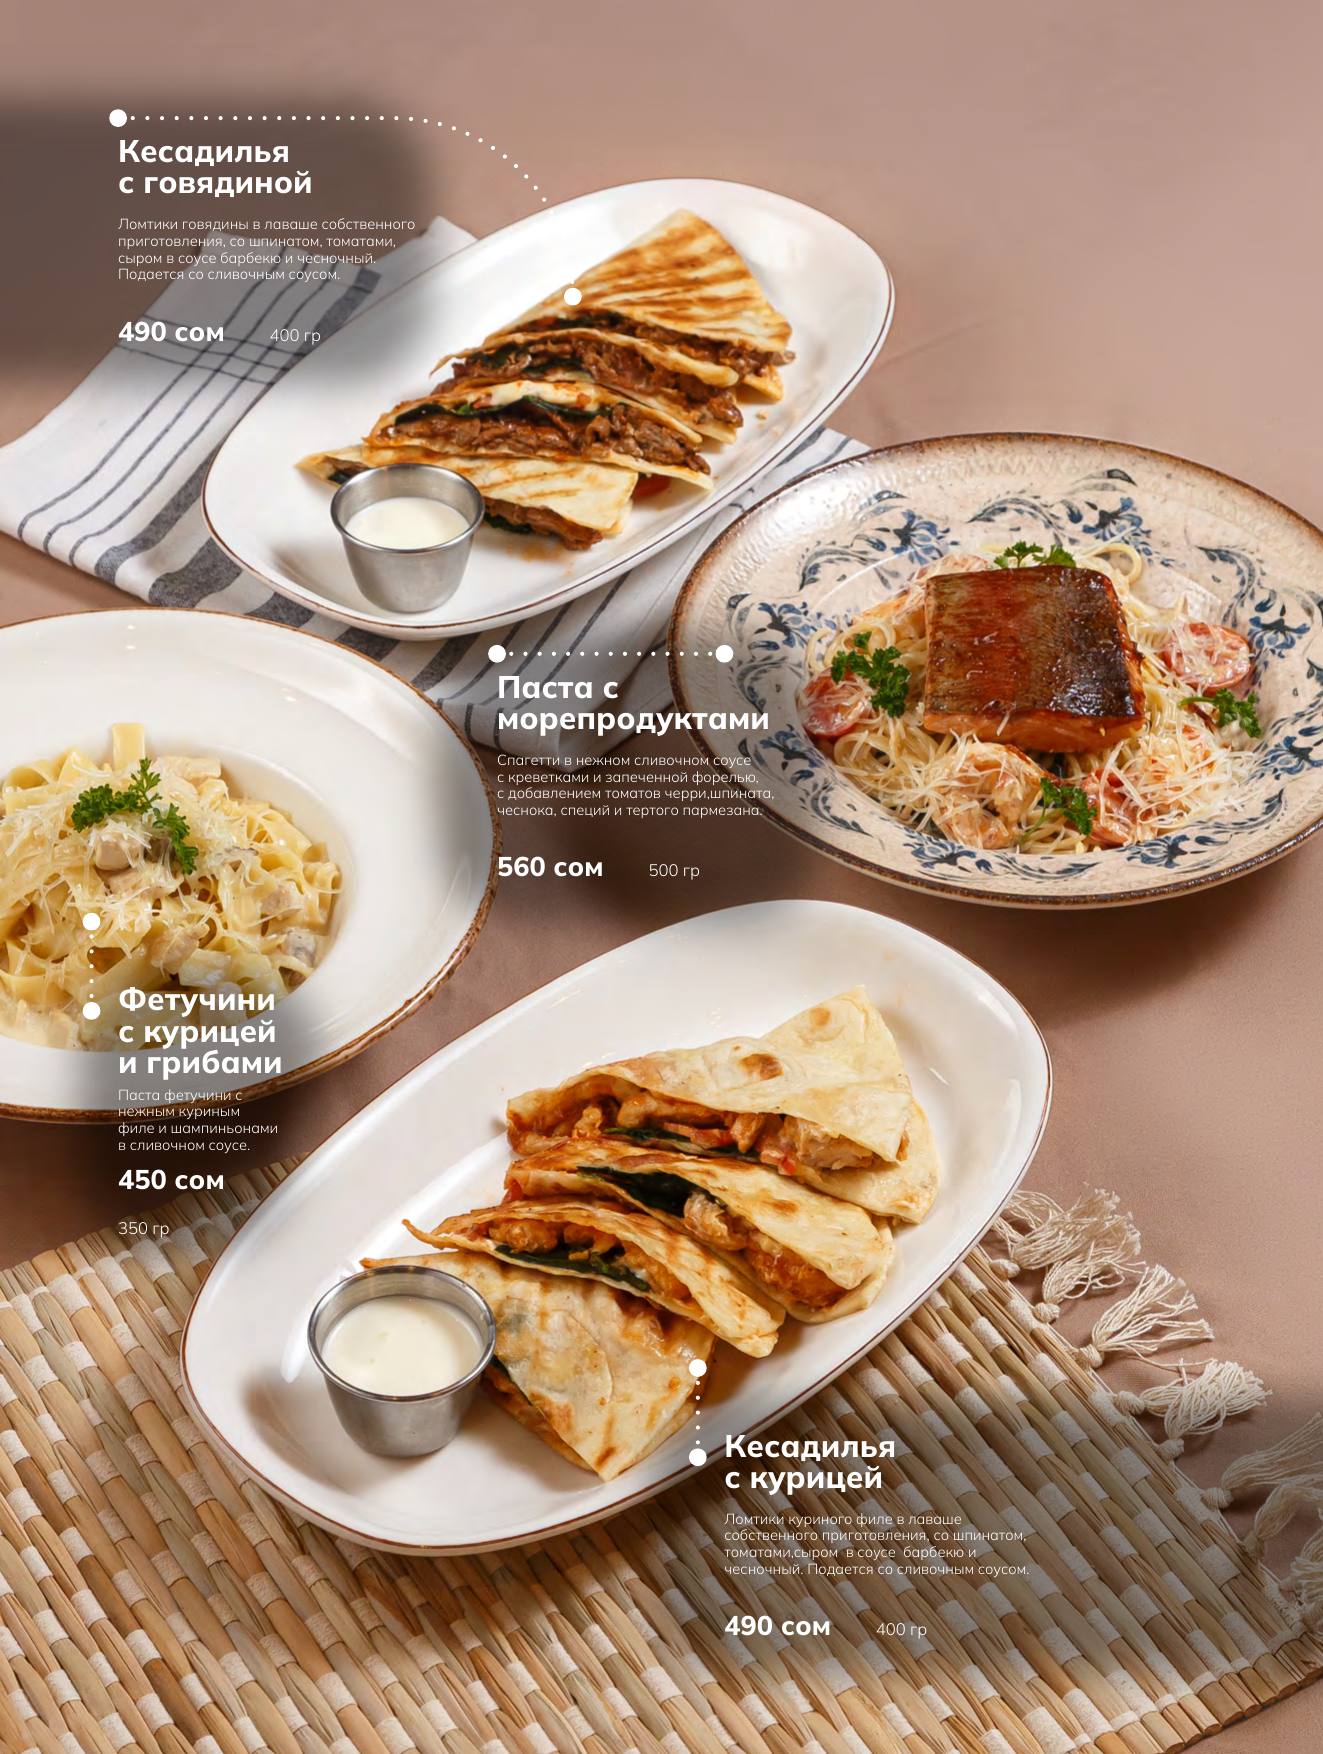 Кесадилья
с говядиной
Ломтики говядины в лаваше собственного
приготовления, со шпинатом, томатами,
сыром в соусе барбекю и чесночный.
Подается со сливочным соусом.
490 сом 400 гр
Паста с
морепродуктами
Спагетти в нежном сливочном соусе
с креветками и запеченной форелью,
с добавлением томатов черри,шпината,
чеснока, специй и тертого пармезана.
560 сом 500 гр
Фетучини
с курицей
и грибами
Паста фетучини с
нежным куриным
филе и шампиньонами
в сливочном соусе.
450 сом
350 гр
Кесадилья
с курицей
Ломтики куриного филе в лаваше
собственного приготовления, со шпинатом,
томатами,сыром в соусе барбекю и
чесночный. Подается со сливочным соусом.
490 сом 400 гр